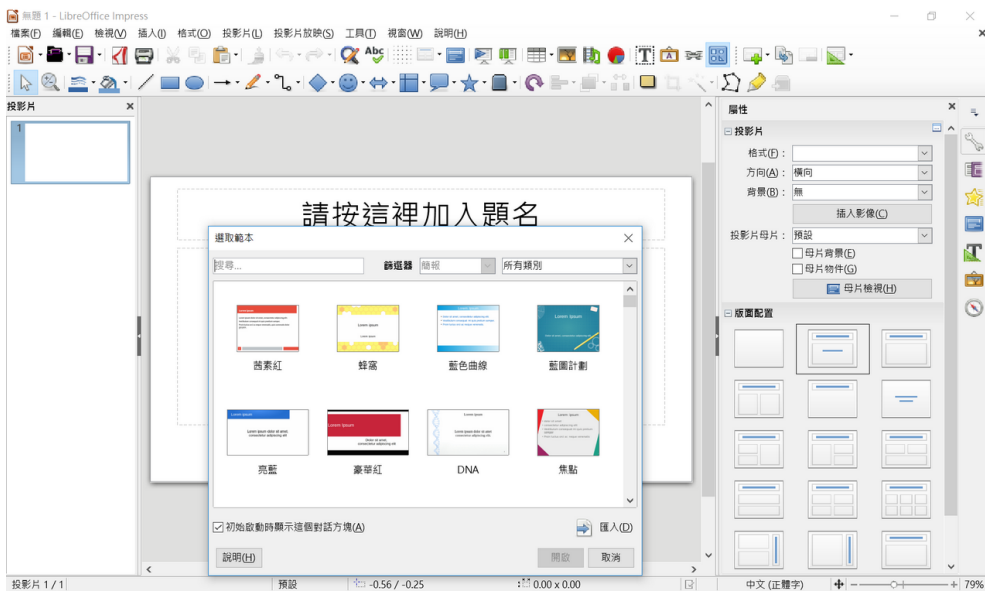 無題 1 - LibreOffice Impress
檔案(F) 編輯(E) 檢視(V) 插入(I) 格式(O) 投影片(L) 投影片放映(S) 工具(T) 視窗(W) 說明(H)
投影片
1
請按這裡加入題名
選取範本
搜尋...
篩選器
簡報
所有類別
茜素紅
蜂窩
藍色曲線
藍圖計劃
亮藍
豪華紅
DNA
焦點
初始啟動時顯示這個對話方塊(A)
匯入(D)
說明(H)
開啟
取消
屬性
投影片
格式(F)：
方向(A)： 橫向
背景(B)： 無
插入影像(C)
投影片母片： 預設
母片背景(E)
母片物件(G)
母片檢視(H)
版面配置
投影片 1 / 1
預設
-0.56 / -0.25
0.00 x 0.00
中文 (正體字)
79%